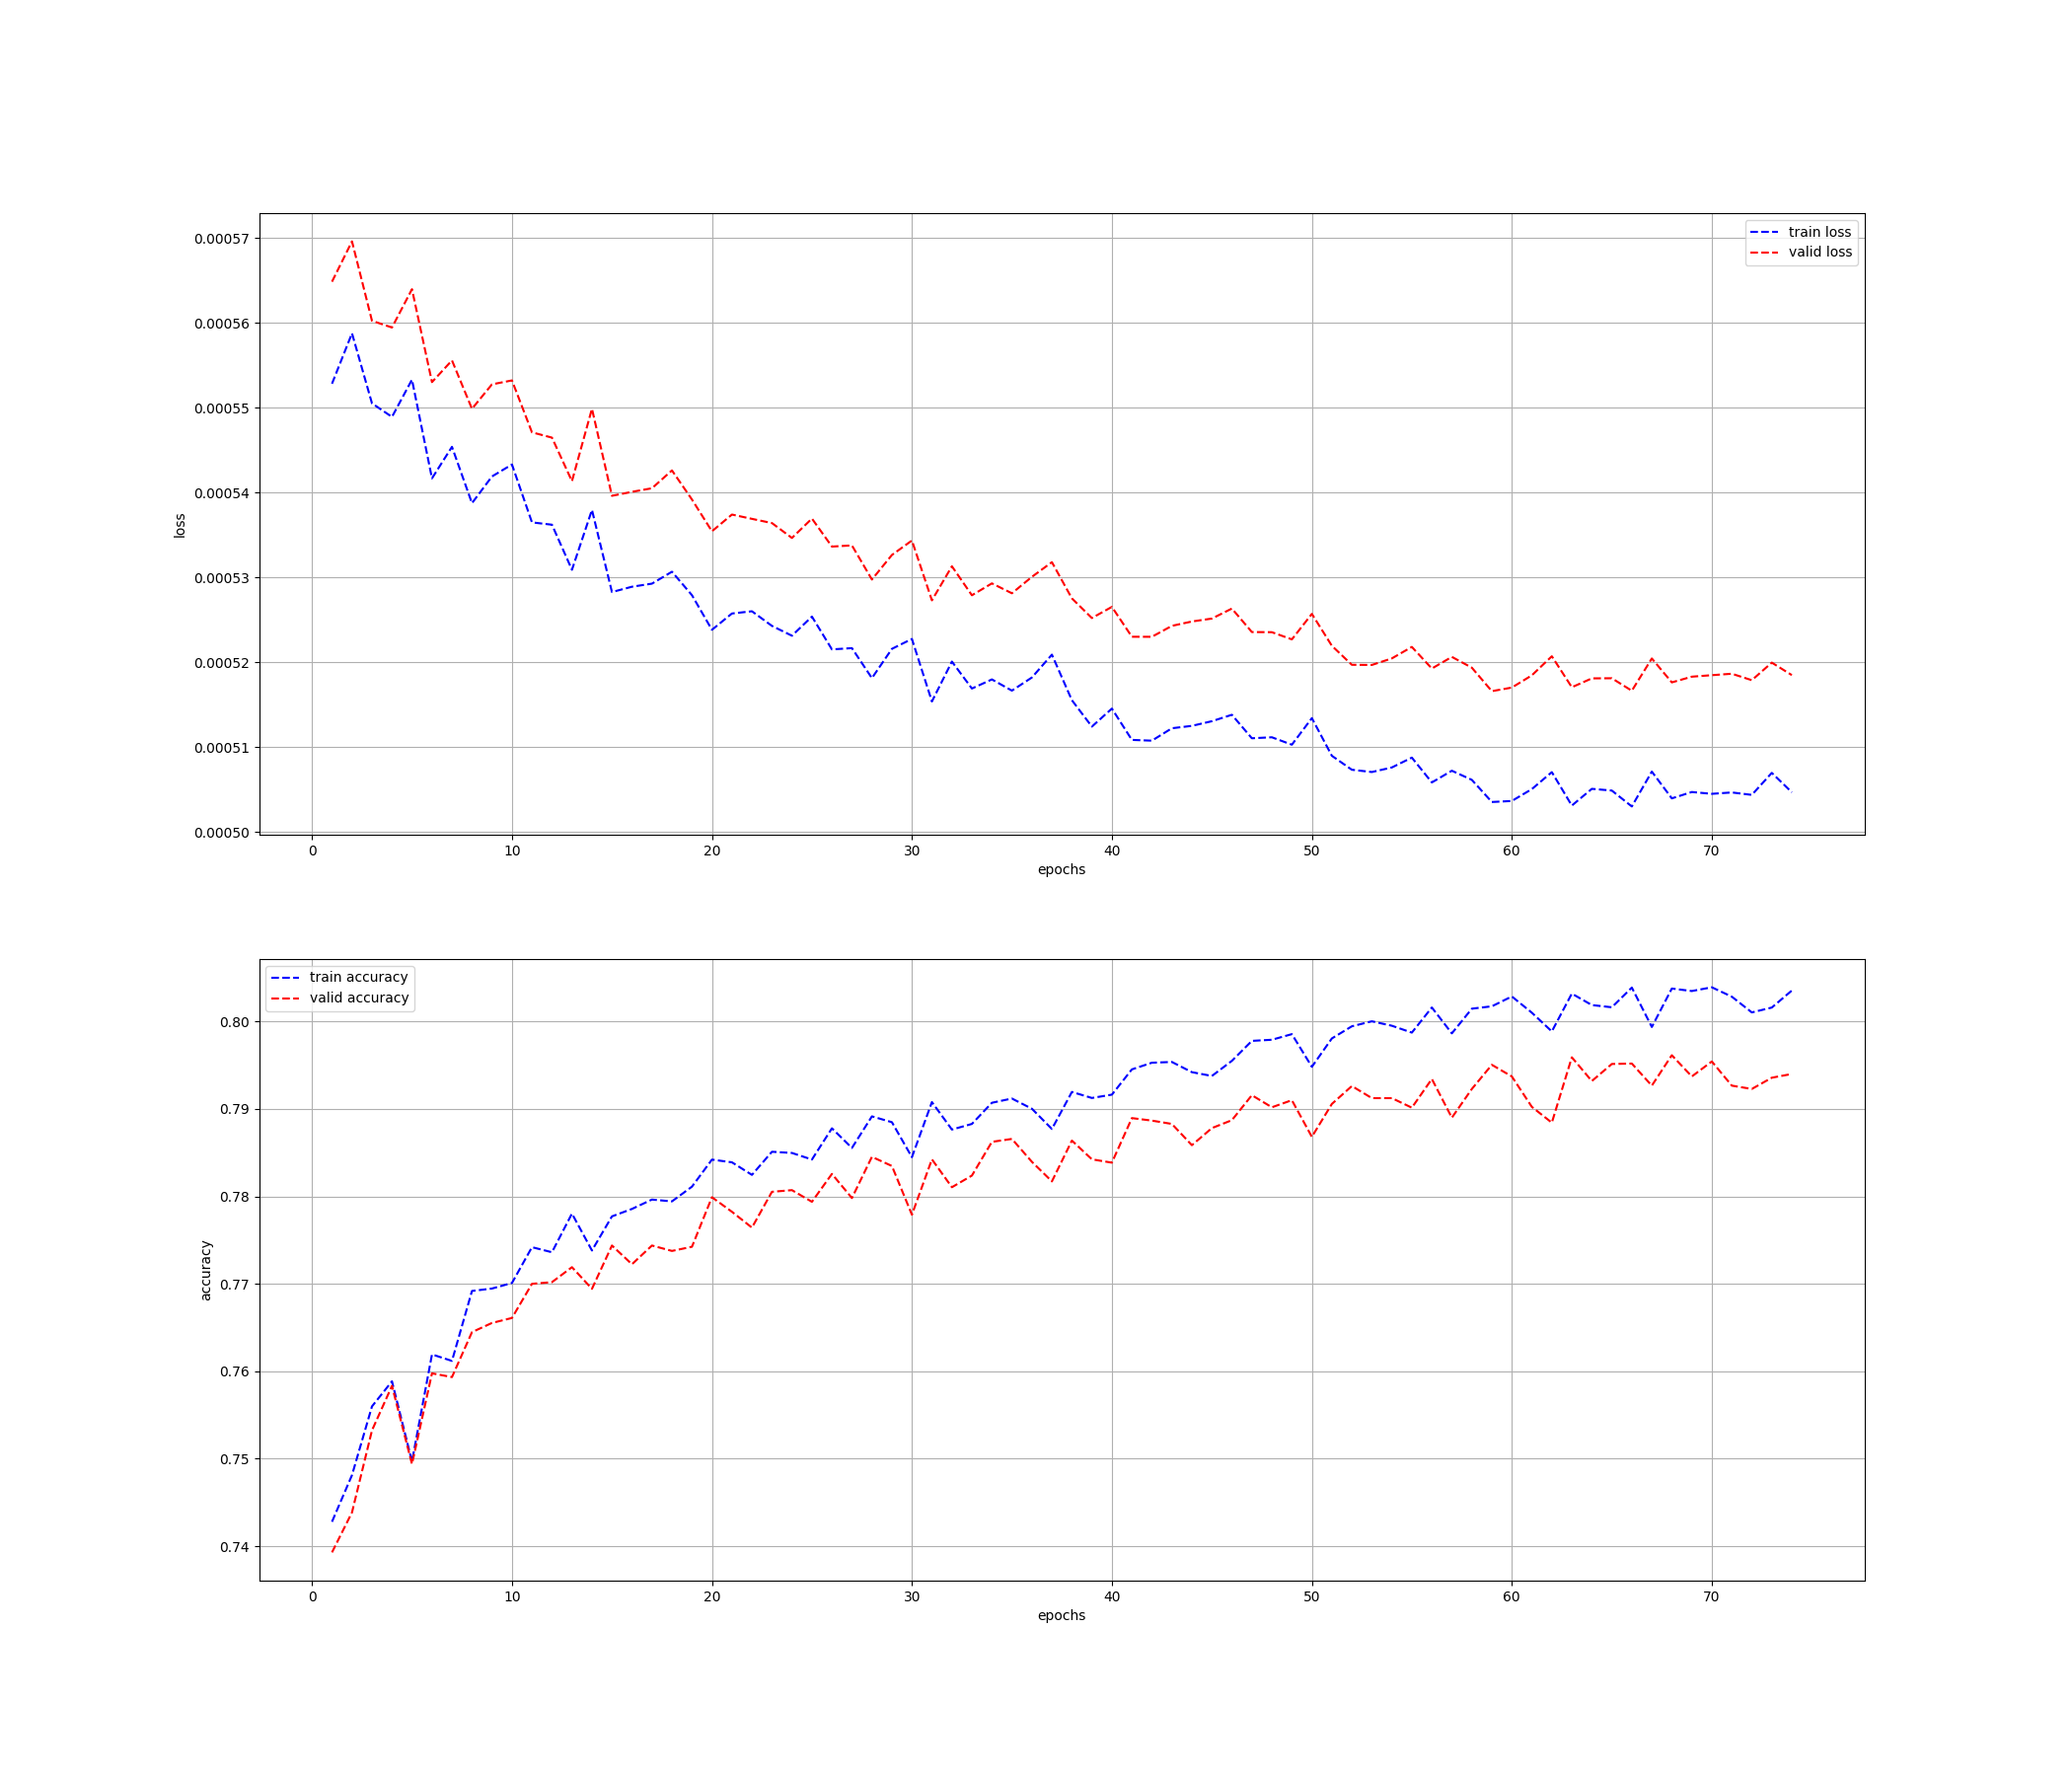 0.00057
0.00056
0.00055
0.00054
0.00053
0.00052
0.00051
0.00050
loss
train loss
valid loss
0 10 20 30 40 50 60 70
epochs
train accuracy
valid accuracy
0.80
0.79
0.78
0.77
0.76
0.75
0.74
accuracy
0 10 20 30 40 50 60 70
epochs